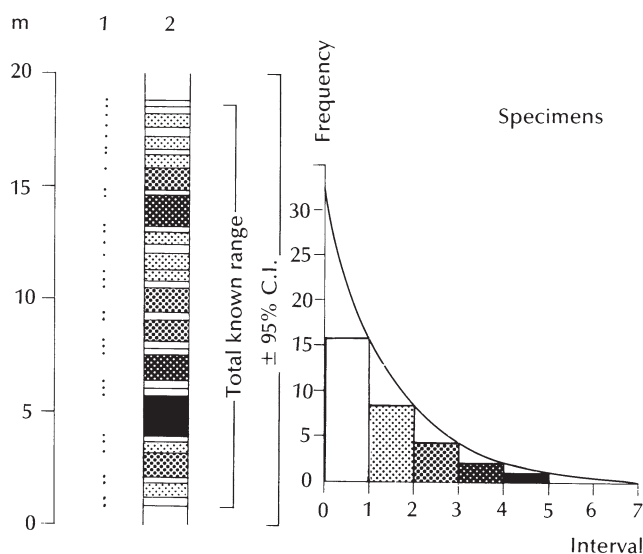 m 1 2
20
15
10
5
0
Total known range
± 95% C.I.
Frequency
Specimens
30
25
20
15
10
5
0
0 1 2 3 4 5 6 7
Interval